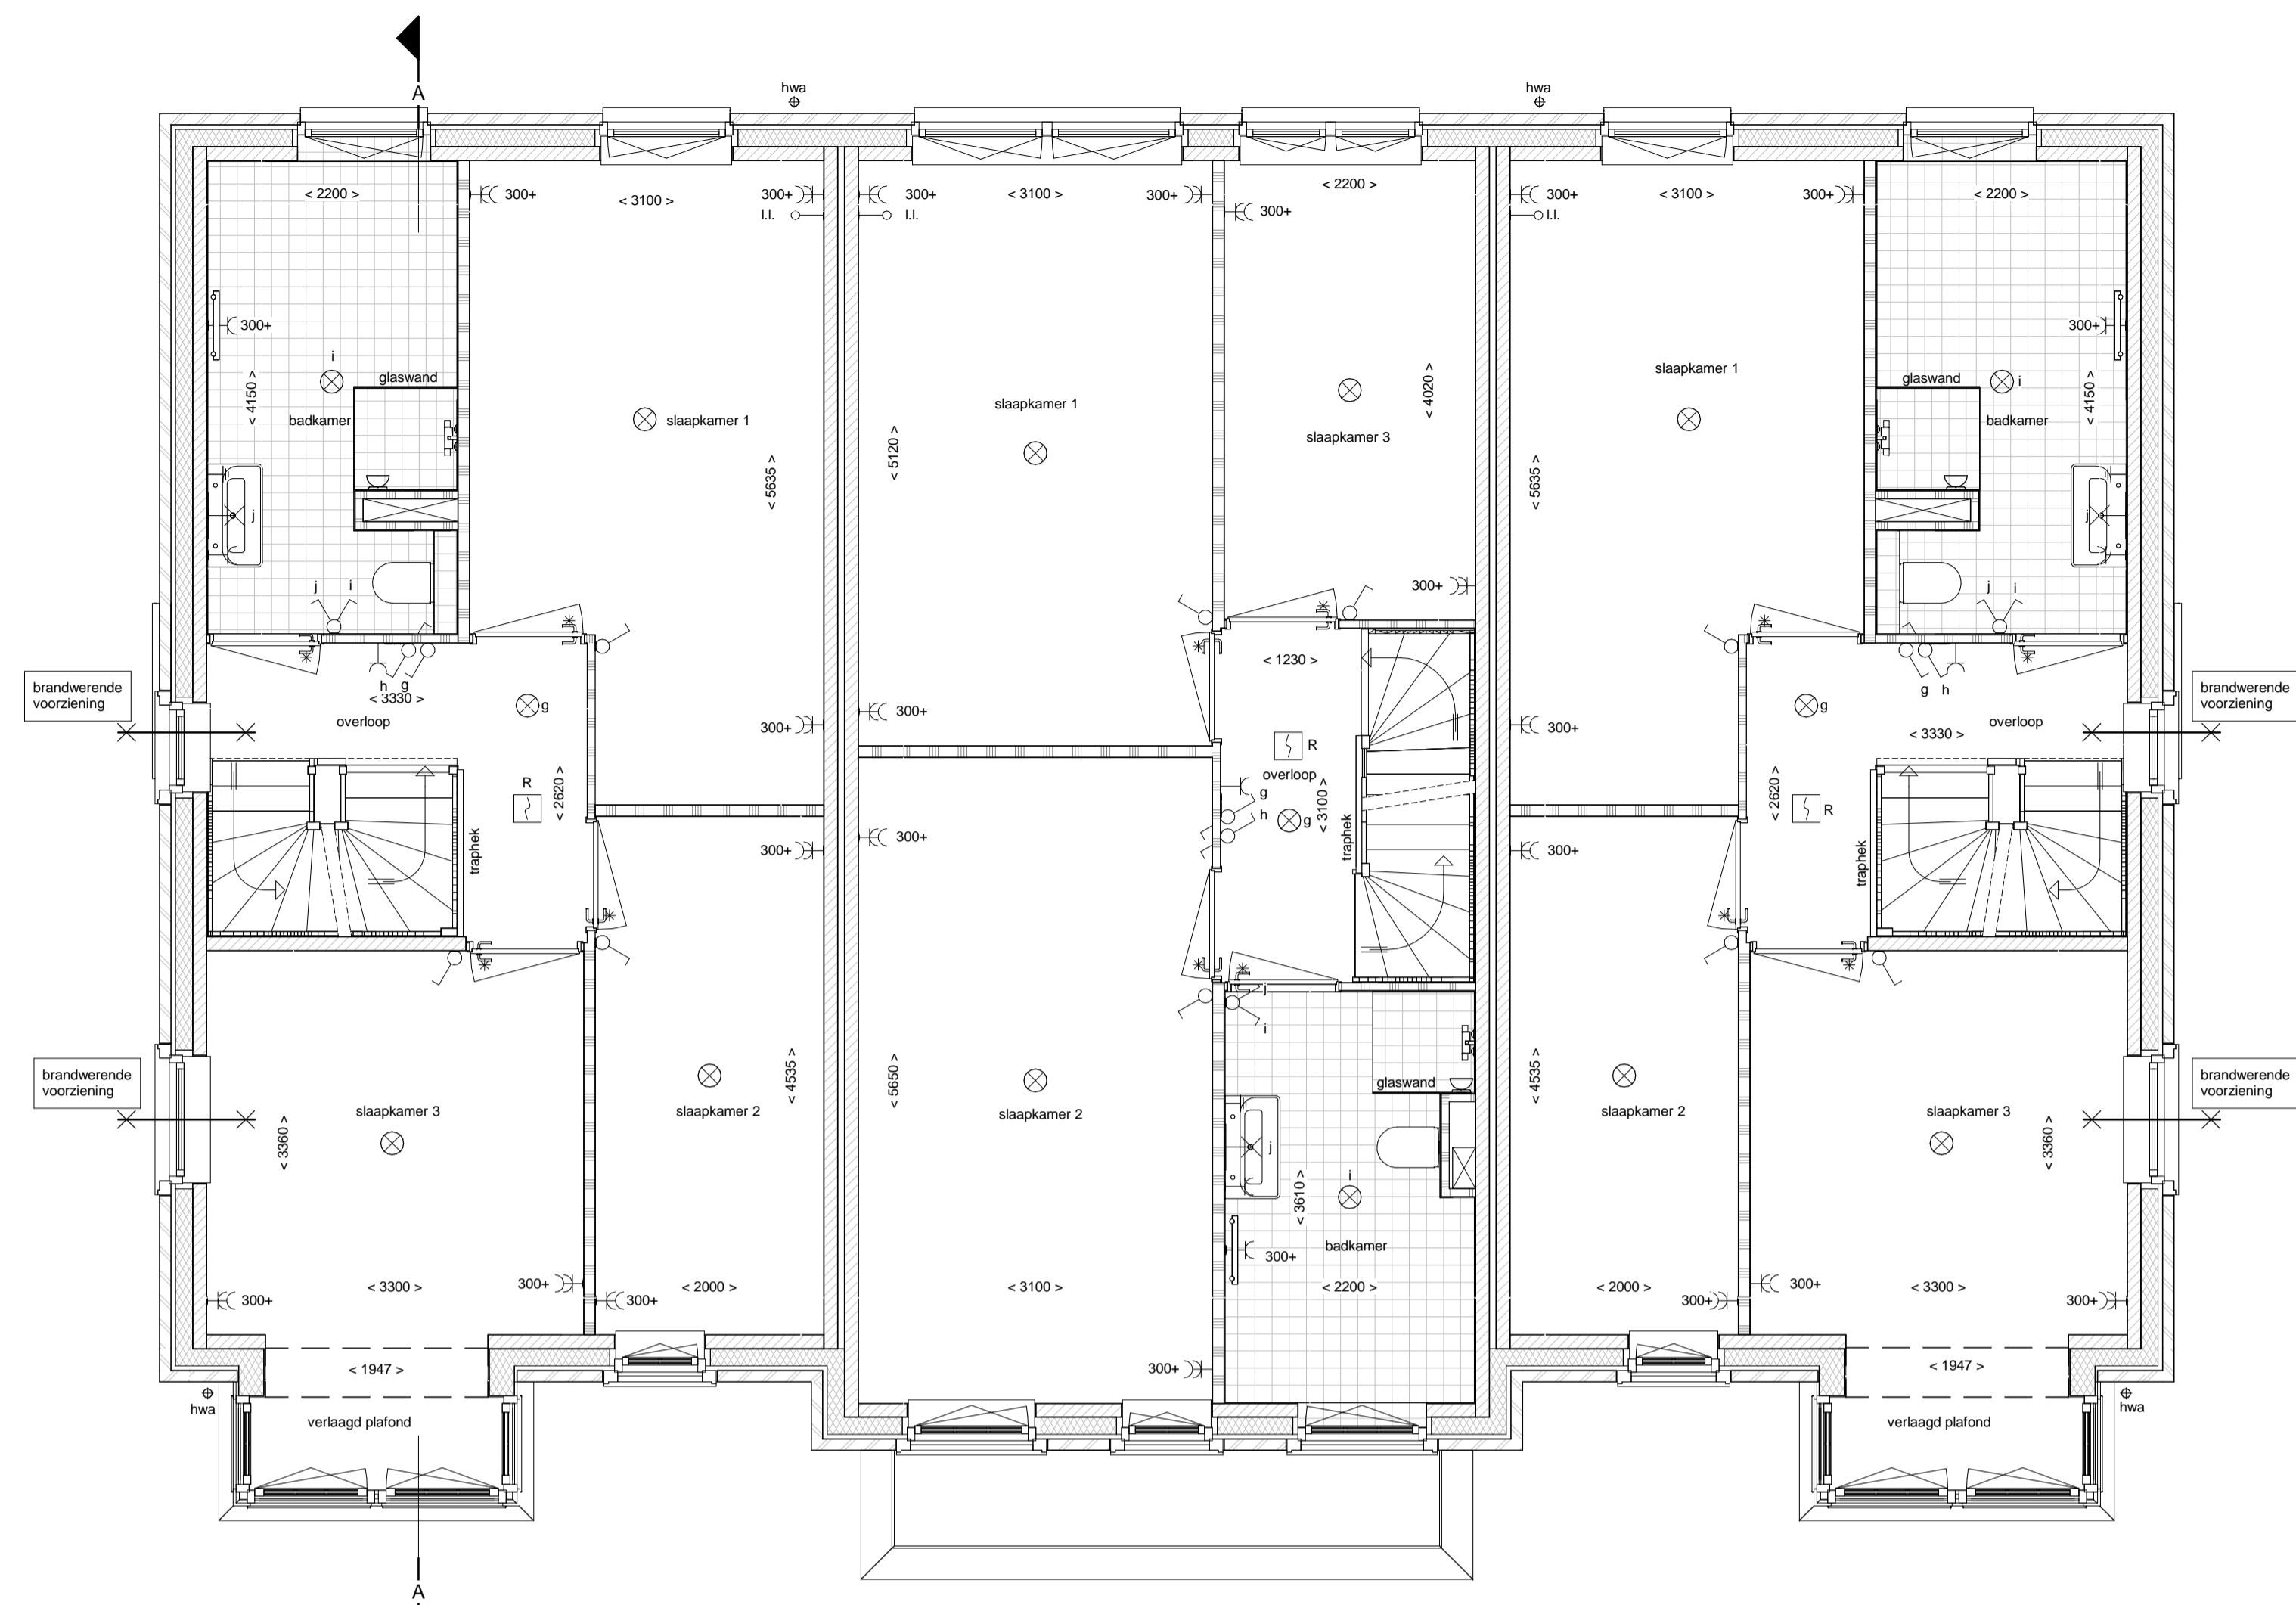 A
hwa
hwa
< 2200 >
300+
< 3100 >
300+
l.l.
300+
l.l.
< 3100 >
300+
< 2200 >
300+
300+
l.l.
< 3100 >
300+
< 2200 >
300+
i
glaswand
< 4150 >
badkamer
slaapkamer 1
< 5635 >
j
j
i
slaapkamer 1
< 5120 >
slaapkamer 3
< 4020 >
300+
slaapkamer 1
< 5635 >
300+
glaswand
i
< 4150 >
badkamer
j
j
i
brandwerende
voorziening
h
g
< 3330 >
g
overloop
300+
R
< 2620 >
traphek
300+
300+
300+
< 1230 >
R
overloop
g
h
g
< 3100 >
traphek
300+
300+
g
g
h
overloop
< 3330 >
< 2620 >
R
traphek
brandwerende
voorziening
brandwerende
voorziening
slaapkamer 3
< 3360 >
slaapkamer 2
< 4535 >
< 5650 >
slaapkamer 2
j
i
glaswand
j
i
< 3610 >
badkamer
300+
< 4535 >
slaapkamer 2
slaapkamer 3
< 3360 >
brandwerende
voorziening
300+
< 3300 >
300+
300+
< 2000 >
< 3100 >
< 2200 >
< 2000 >
300+
300+
< 3300 >
300+
300+
< 1947 >
< 1947 >
hwa
verlaagd plafond
verlaagd plafond
hwa
A